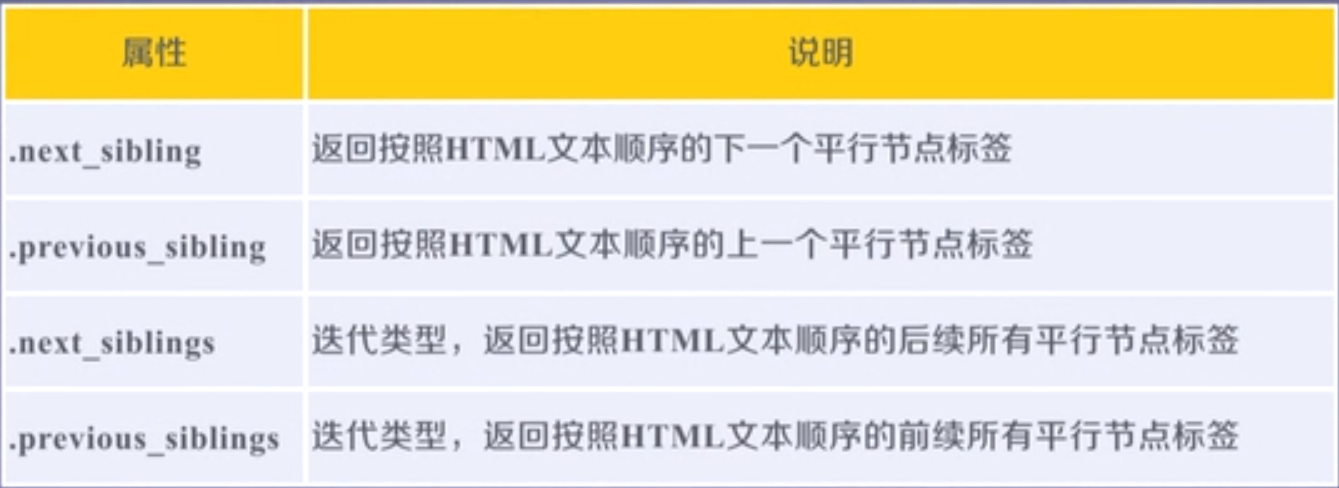 属性 说明
.next_sibling 返回按照HTML文本顺序的下一个平行节点标签
.previous_sibling 返回按照HTML文本顺序的上一个平行节点标签
.next_siblings 迭代类型，返回按照HTML文本顺序的后续所有平行节点标签
.previous_siblings 迭代类型，返回按照HTML文本顺序的前续所有平行节点标签